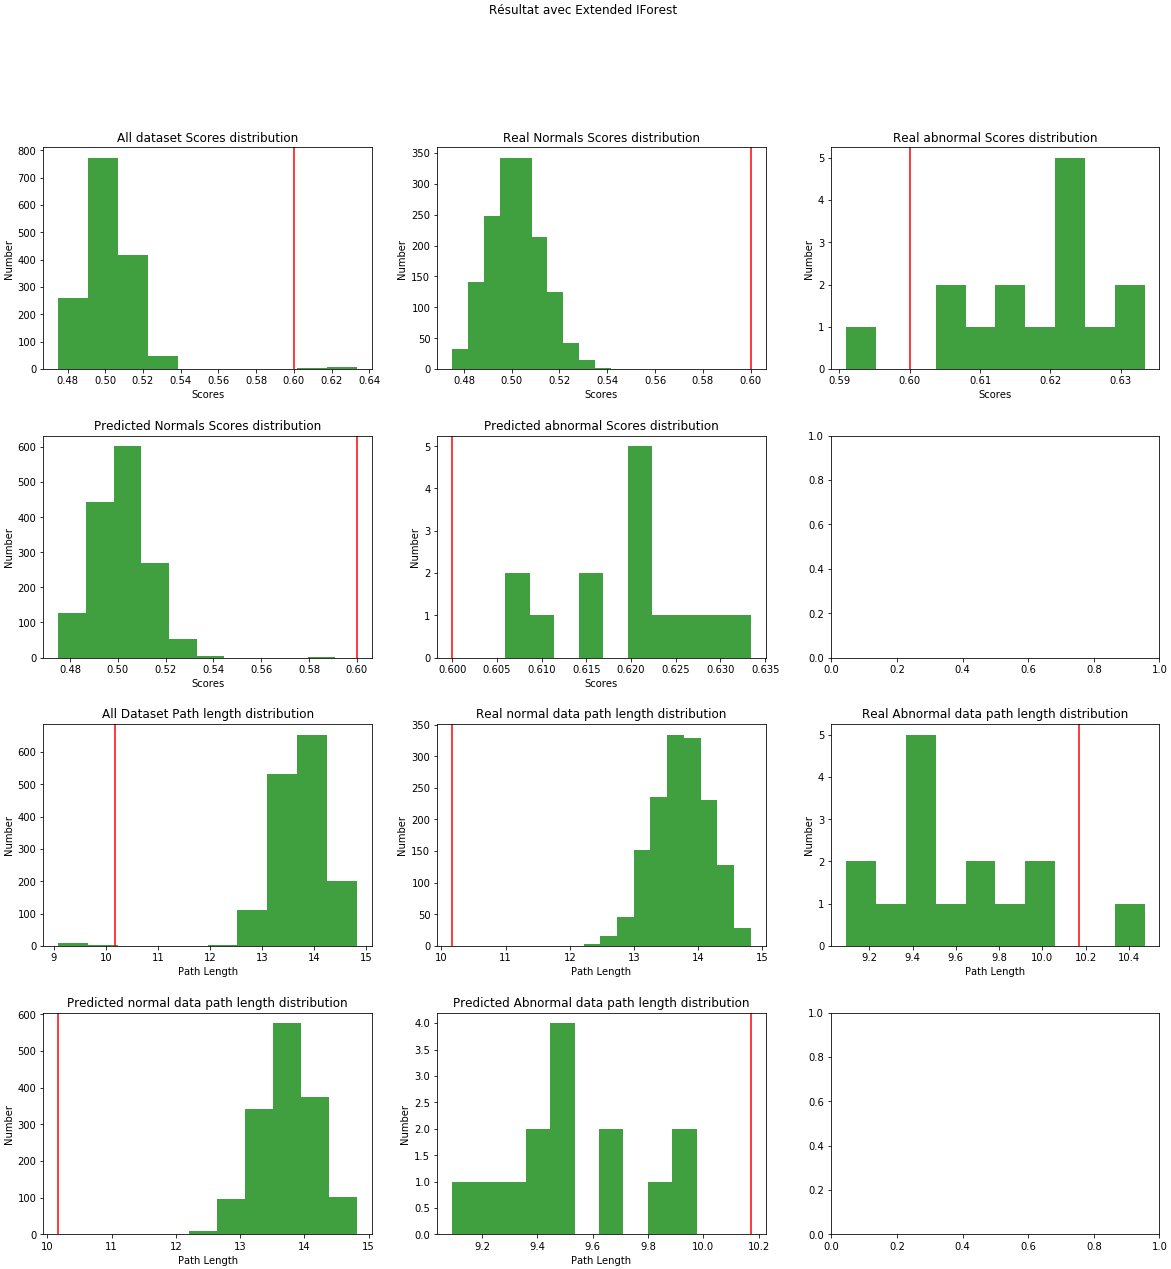 Résultat avec Extended IForest
All dataset Scores distribution
Number
800
700
600
500
400
300
200
100
0
0.48 0.50 0.52 0.54 0.56 0.58 0.60 0.62 0.64
Scores
Real Normals Scores distribution
Number
350
300
250
200
150
100
50
0
0.48 0.50 0.52 0.54 0.56 0.58 0.60
Scores
Real abnormal Scores distribution
Number
5
4
3
2
1
0
0.59 0.60 0.61 0.62 0.63
Scores
Predicted Normals Scores distribution
Number
600
500
400
300
200
100
0
0.48 0.50 0.52 0.54 0.56 0.58 0.60
Scores
Predicted abnormal Scores distribution
Number
5
4
3
2
1
0
0.600 0.605 0.610 0.615 0.620 0.625 0.630 0.635
Scores
1.0
0.8
0.6
0.4
0.2
0.0
0.0 0.2 0.4 0.6 0.8 1.0
All Dataset Path length distribution
Number
600
500
400
300
200
100
0
9 10 11 12 13 14 15
Path Length
Real normal data path length distribution
Number
350
300
250
200
150
100
50
0
10 11 12 13 14 15
Path Length
Real Abnormal data path length distribution
Number
5
4
3
2
1
0
9.2 9.4 9.6 9.8 10.0 10.2 10.4
Path Length
Predicted normal data path length distribution
Number
600
500
400
300
200
100
0
10 11 12 13 14 15
Path Length
Predicted Abnormal data path length distribution
Number
4.0
3.5
3.0
2.5
2.0
1.5
1.0
0.5
0.0
9.2 9.4 9.6 9.8 10.0 10.2
Path Length
1.0
0.8
0.6
0.4
0.2
0.0
0.0 0.2 0.4 0.6 0.8 1.0